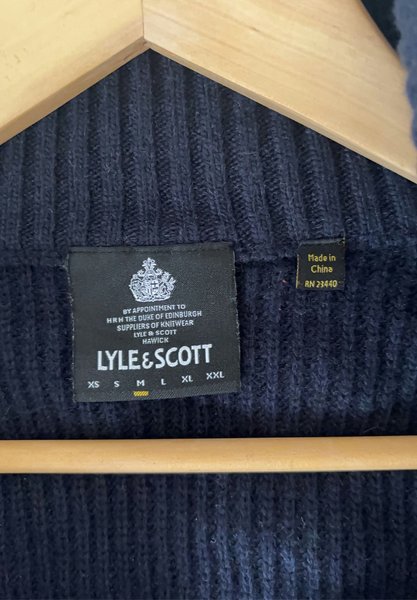 BY APPOINTMENT TO
HRH THE DUKE OF EDINBURGH
SUPPLIERS OF KNITWEAR
LYLE & SCOTT
HAWICK
LYLE & SCOTT
XS S M L XL XXL
Made in
China
RN 23440